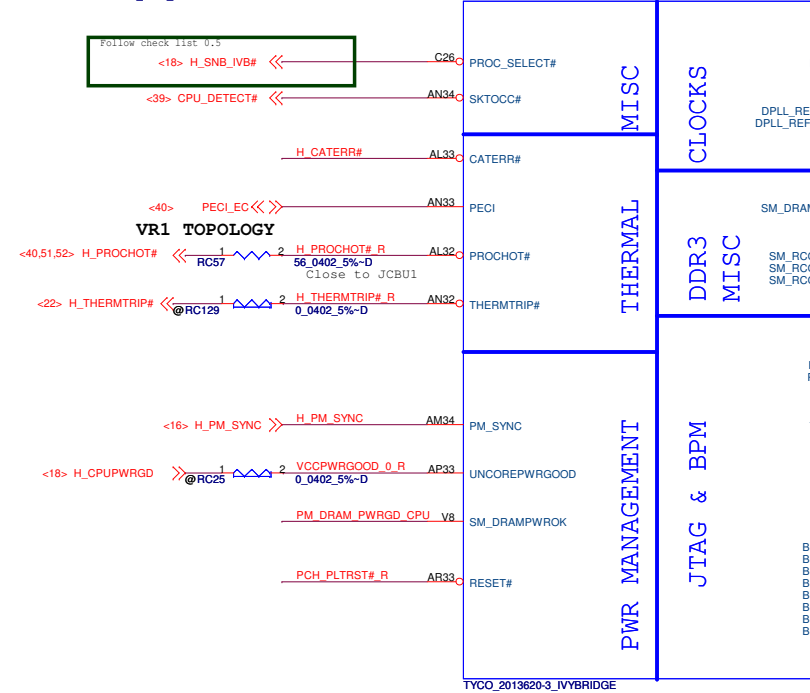 Follow check list 0.5
<18> H_SNB_IVB#
C26
PROC_SELECT#
<39> CPU_DETECT#
AN34
SKTOCC#
MISC
CLOCKS
DPLL_RE
DPLL_REF
H_CATERR#
AL33
CATERR#
<40> PECI_EC
AN33
PECI
VR1 TOPOLOGY
<40,51,52> H_PROCHOT#
1
RC57
2
H_PROCHOT#_R
56_0402_5%~D
AL32
PROCHOT#
Close to JCBU1
<22> H_THERMTRIP#
1
@RC129
2
H_THERMTRIP#_R
0_0402_5%~D
AN32
THERMTRIP#
THERMAL
DDR3
MISC
SM_DRAM
SM_RCO
SM_RCO
SM_RCO
<16> H_PM_SYNC
H_PM_SYNC
AM34
PM_SYNC
<18> H_CPUPWRGD
1
@RC25
2
VCCPWRGOOD_0_R
0_0402_5%~D
AP33
UNCOREPWRGOOD
PM_DRAM_PWRGD_CPU
V8
SM_DRAMPWROK
PCH_PLTRST#_R
AR33
RESET#
PWR MANAGEMENT
JTAG & BPM
B
B
B
B
B
B
B
B
TYCO_2013620-3_IVYBRIDGE